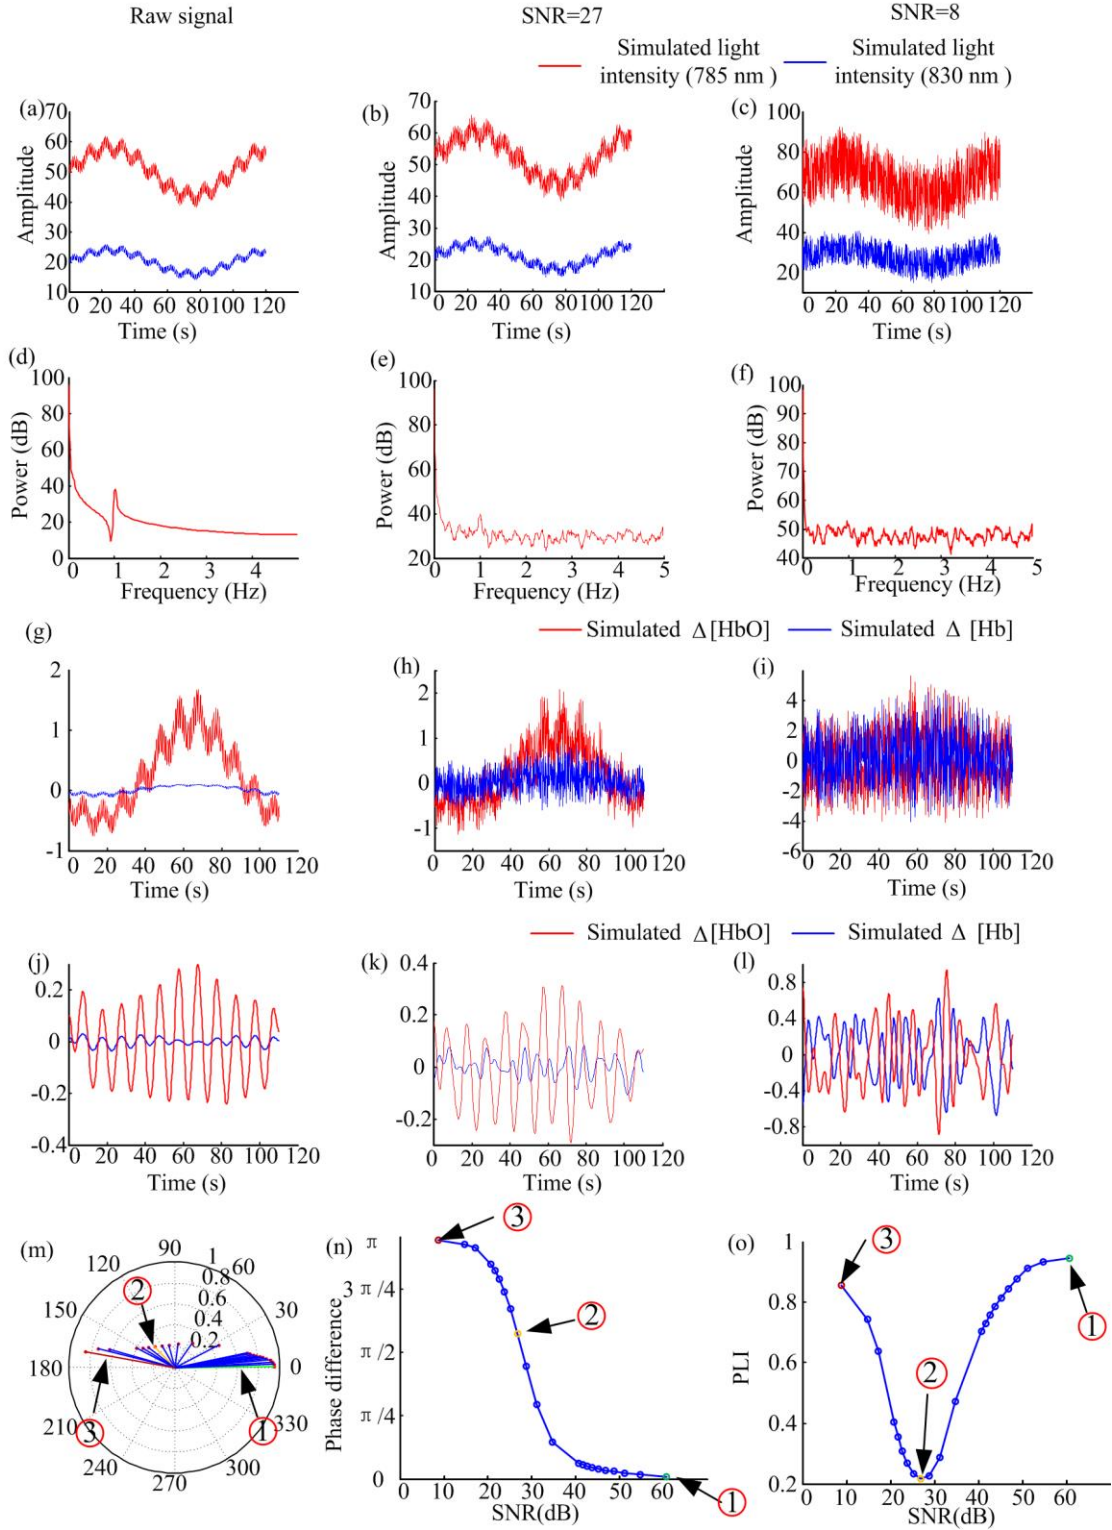 Raw signal SNR=27 SNR=8
Simulated light intensity (785 nm ) Simulated light intensity (830 nm )
(a) (b) (c)
70 60 50 40 30 20 10
Amplitude
0 20 40 60 80 100 120
Time (s)
70 60 50 40 30 20 10
Amplitude
0 20 40 60 80 100 120
Time (s)
100 80 60 40 20
Amplitude
0 20 40 60 80 100 120
Time (s)
(d) (e) (f)
100 80 60 40 20 0
Power (dB)
0 1 2 3 4
Frequency (Hz)
100 80 60 40 20
Power (dB)
0 1 2 3 4 5
Frequency (Hz)
100 90 80 70 60 50 40
Power (dB)
0 1 2 3 4 5
Frequency (Hz)
Simulated Δ[HbO] Simulated Δ [Hb]
(g) (h) (i)
2 1 0 -1
0 20 40 60 80 100 120
Time (s)
2 1 0 -1
0 20 40 60 80 100 120
Time (s)
4 2 0 -2 -4 -6
0 20 40 60 80 100 120
Time (s)
Simulated Δ[HbO] Simulated Δ [Hb]
(j) (k) (l)
0.2 0 -0.2 -0.4
0 20 40 60 80 100 120
Time (s)
0.4 0.2 0 -0.2
0 20 40 60 80 100 120
Time (s)
0.8 0.4 0 -0.4 -0.8
0 20 40 60 80 100 120
Time (s)
(m) (n) (o)
90 60 30 0 330 300 270 240 210 180 150 120
1 0.8 0.6 0.4 0.2
2 3 1
π 3 π /4 π /2 π /4 0
Phase difference
0 10 20 30 40 50 60
SNR(dB)
3 2 1
1 0.8 0.6 0.4 0.2
PLI
0 10 20 30 40 50 60
SNR(dB)
3 2 1